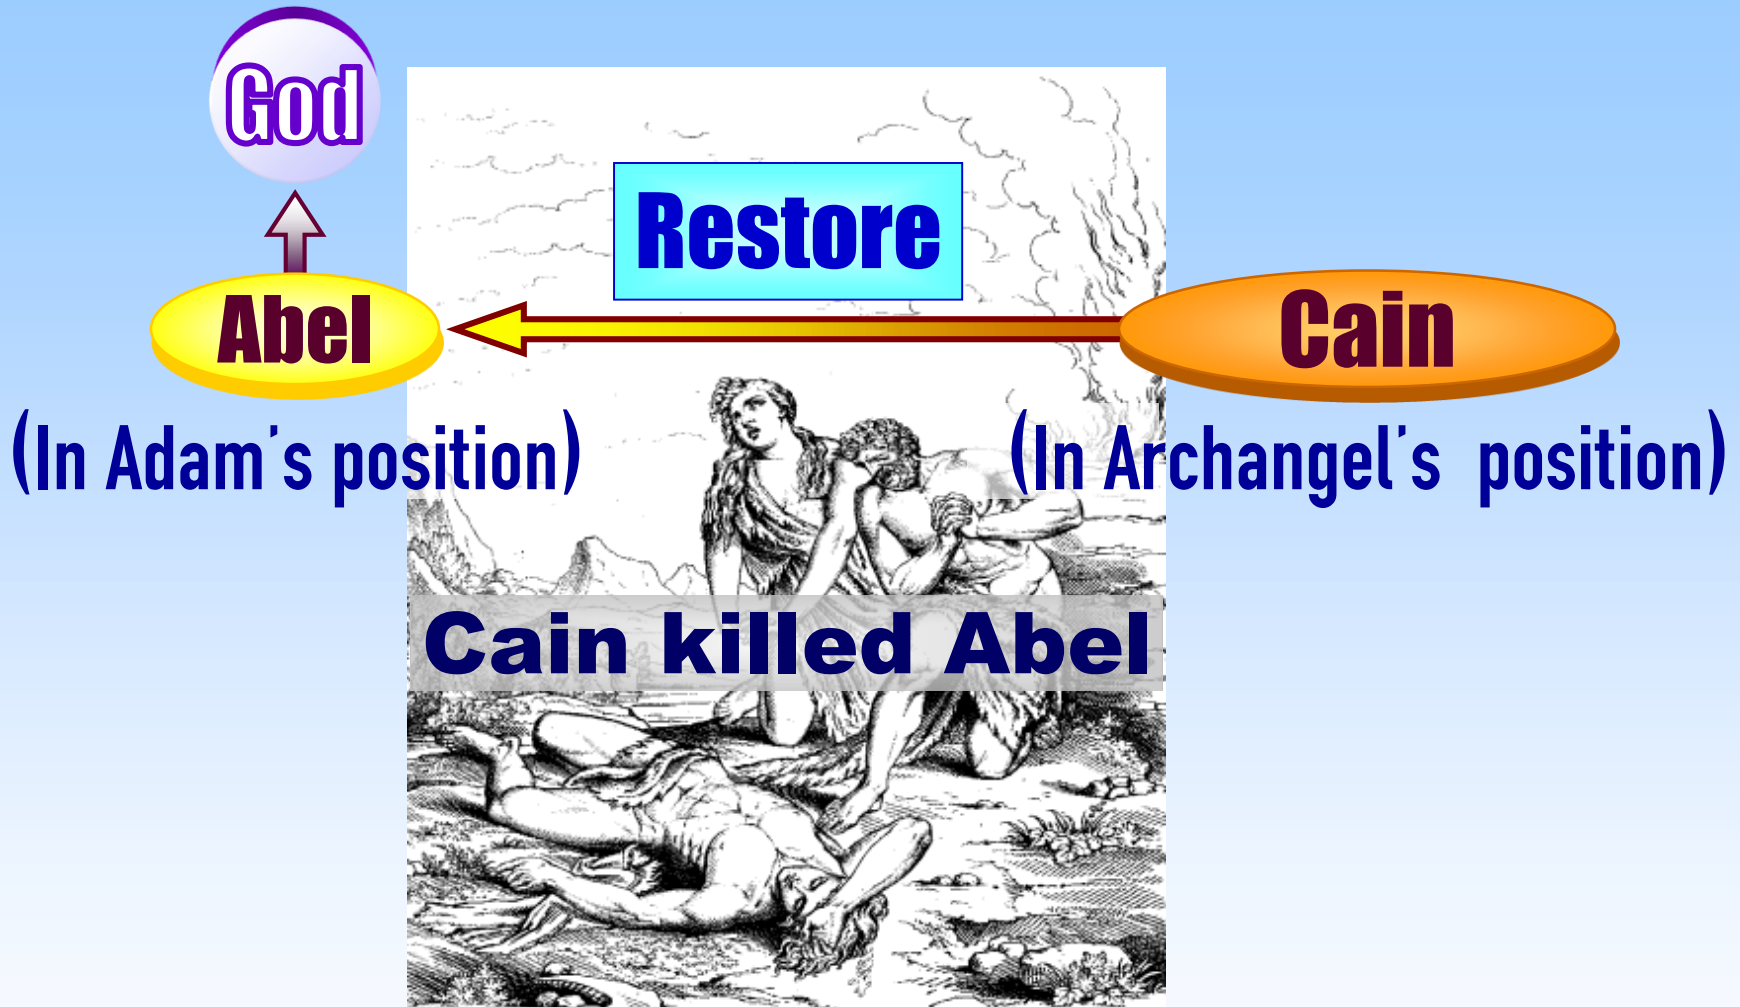 God
Restore
Abel
Cain
(In Adam's position)
(In Archangel's position)
Cain killed Abel